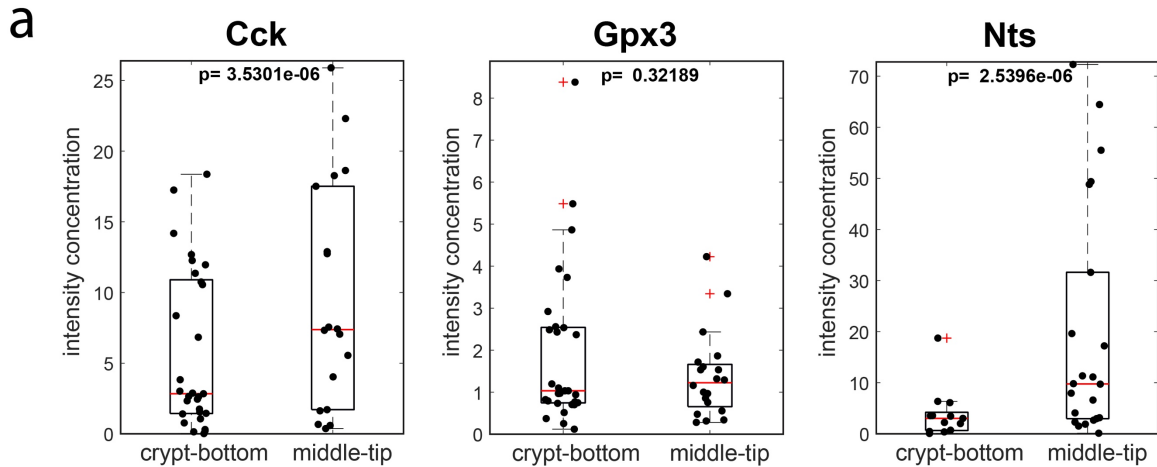 a
Cck
Gpx3
Nts
p= 3.5301e-06
p= 0.32189
p= 2.5396e-06
intensity concentration
25
20
15
10
5
0
crypt-bottom
middle-tip
intensity concentration
8
7
6
5
4
3
2
1
0
crypt-bottom
middle-tip
intensity concentration
70
60
50
40
30
20
10
0
crypt-bottom
middle-tip